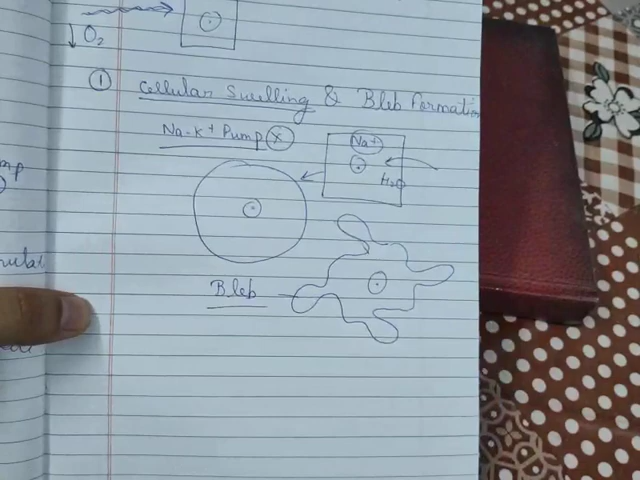 ↓ O₂
① Cellular Swelling & Bleb Formation
Na-K+ Pump ⓧ
Na+
H₂O
Bleb